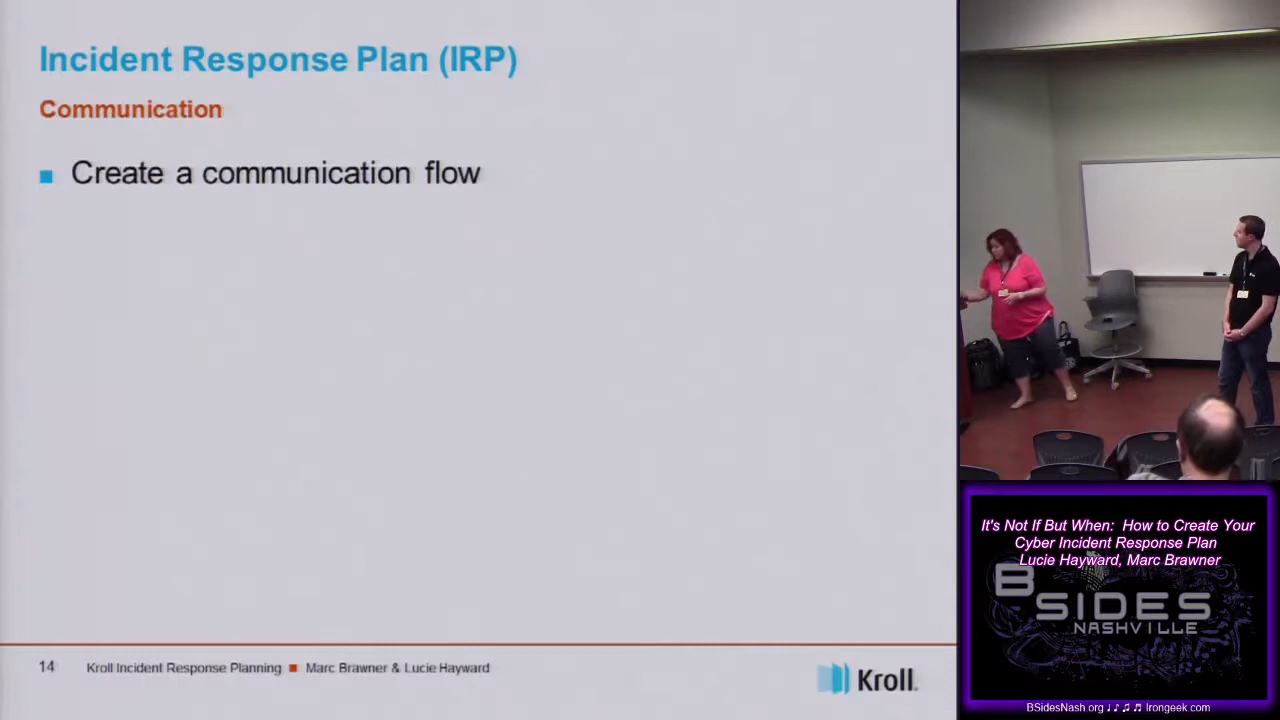 Incident Response Plan (IRP)
Communication
Create a communication flow
14 Kroll Incident Response Planning ■ Marc Brawner & Lucie Hayward
Kroll
It's Not If But When: How to Create Your
Cyber Incident Response Plan
Lucie Hayward, Marc Brawner
BSIDES
NASHVILLE
BSidesNash.org ♩♪♫♬ Irongeek.com